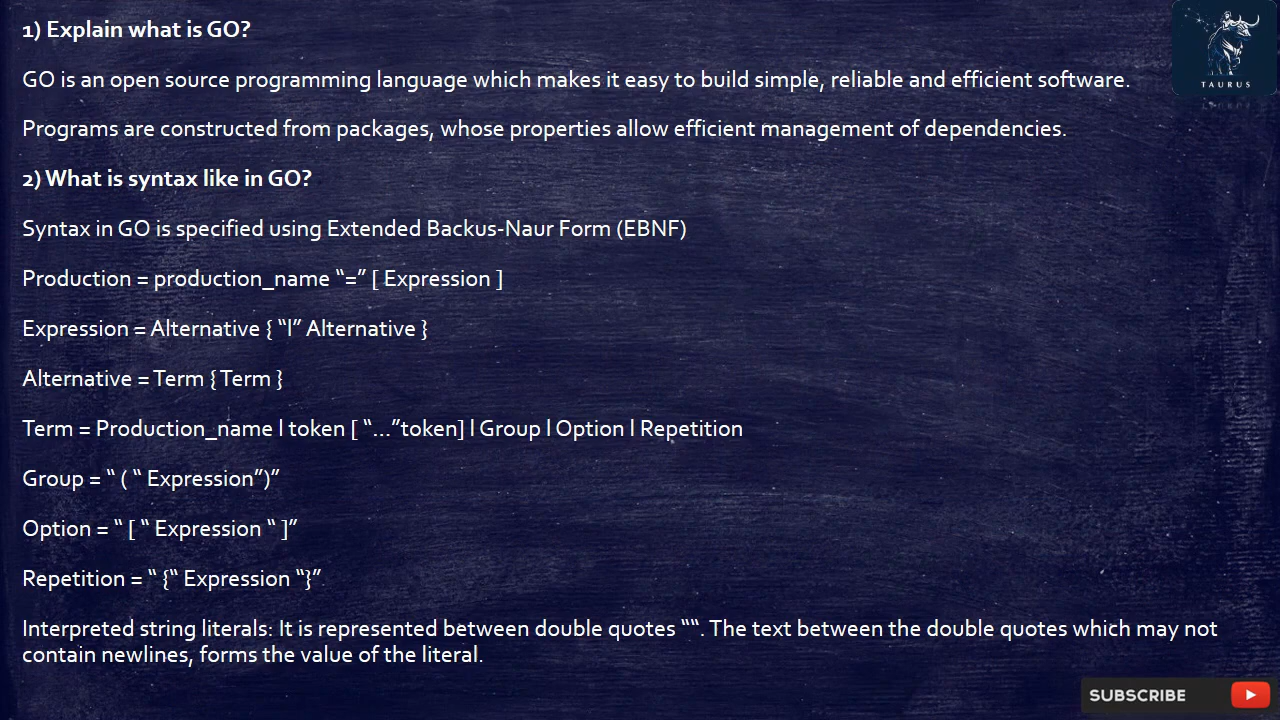 1) Explain what is GO?
TAURUS
GO is an open source programming language which makes it easy to build simple, reliable and efficient software.
Programs are constructed from packages, whose properties allow efficient management of dependencies.
2) What is syntax like in GO?
Syntax in GO is specified using Extended Backus-Naur Form (EBNF)
Production = production_name “=” [ Expression ]
Expression = Alternative { “l” Alternative }
Alternative = Term { Term }
Term = Production_name l token [ “…”token] l Group l Option l Repetition
Group = “ ( “ Expression”)”
Option = “ [ “ Expression “ ]”
Repetition = “ {“ Expression “}”
Interpreted string literals: It is represented between double quotes ““. The text between the double quotes which may not
contain newlines, forms the value of the literal.
SUBSCRIBE